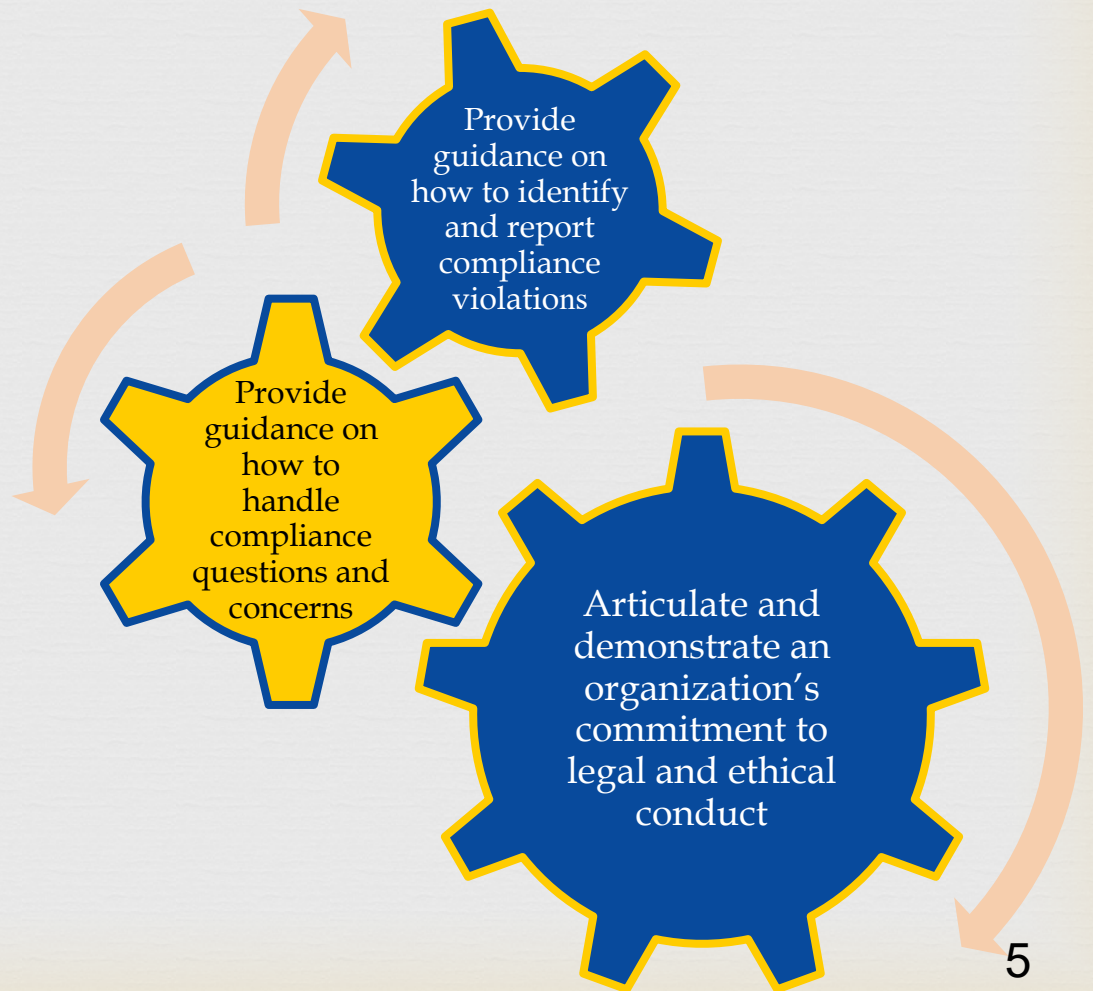 Provide
guidance on
how to identify
and report
compliance
violations
Provide
guidance on
how to
handle
compliance
questions and
concerns
Articulate and
demonstrate an
organization’s
commitment to
legal and ethical
conduct
5